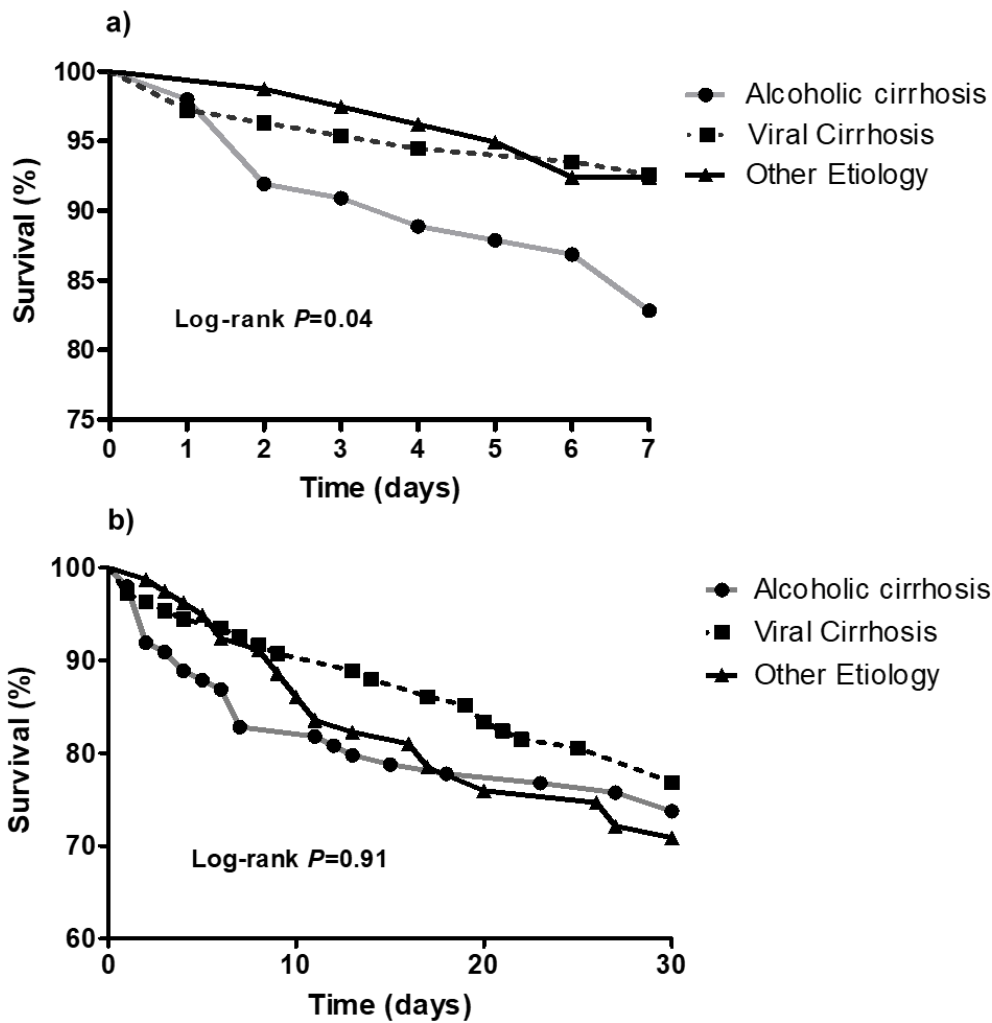 a)
100
95
90
85
80
75
Survival (%)
0 1 2 3 4 5 6 7
Time (days)
Log-rank P=0.04
Alcoholic cirrhosis
Viral Cirrhosis
Other Etiology
b)
100
90
80
70
60
Survival (%)
0 10 20 30
Time (days)
Log-rank P=0.91
Alcoholic cirrhosis
Viral Cirrhosis
Other Etiology